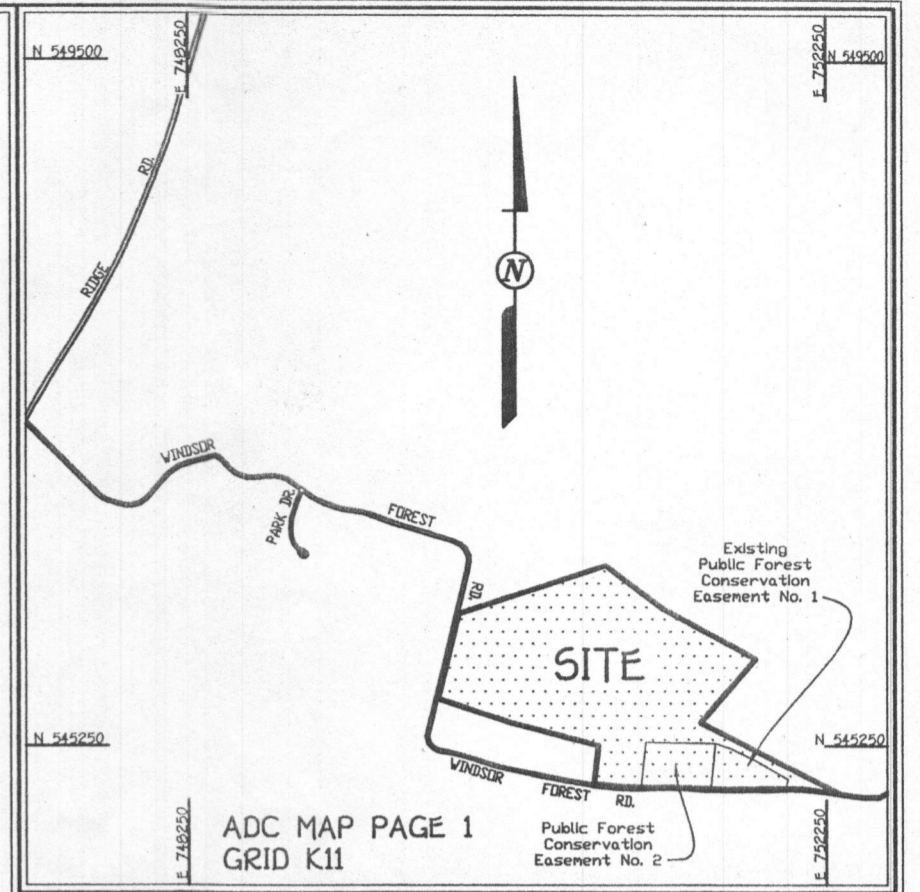 N 549500
E 748250
E 752250
N 549500
RD.
RIDGE
N
WINDSOR
PARK DR.
FOREST
RD.
Existing
Public Forest
Conservation
Easement No. 1
SITE
N 545250
N 545250
WINDSOR
FOREST
RD.
ADC MAP PAGE 1
GRID K11
E 748250
Public Forest
Conservation
Easement No. 2
E 752250